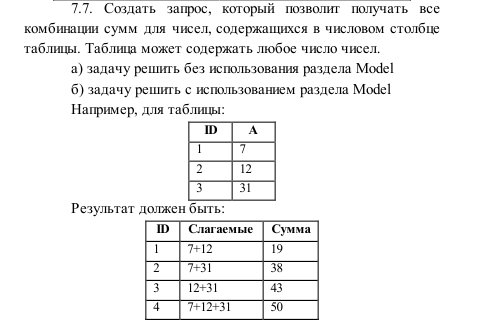 7.7. Создать запрос, который позволит получать все
комбинации сумм для чисел, содержащихся в числовом столбце
таблицы. Таблица может содержать любое число чисел.
а) задачу решить без использования раздела Model
б) задачу решить с использованием раздела Model
Например, для таблицы:
ID A
1 7
2 12
3 31
Результат должен быть:
ID Слагаемые Сумма
1 7+12 19
2 7+31 38
3 12+31 43
4 7+12+31 50